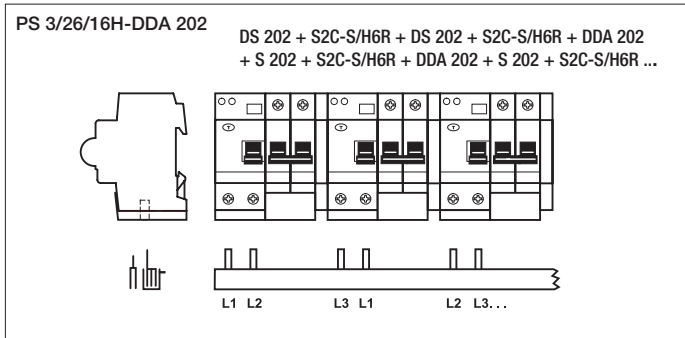 PS 3/26/16H-DDA 202
DS 202 + S2C-S/H6R + DS 202 + S2C-S/H6R + DDA 202
+ S 202 + S2C-S/H6R + DDA 202 + S 202 + S2C-S/H6R ...
T T T
L1 L2 L3 L1 L2 L3...